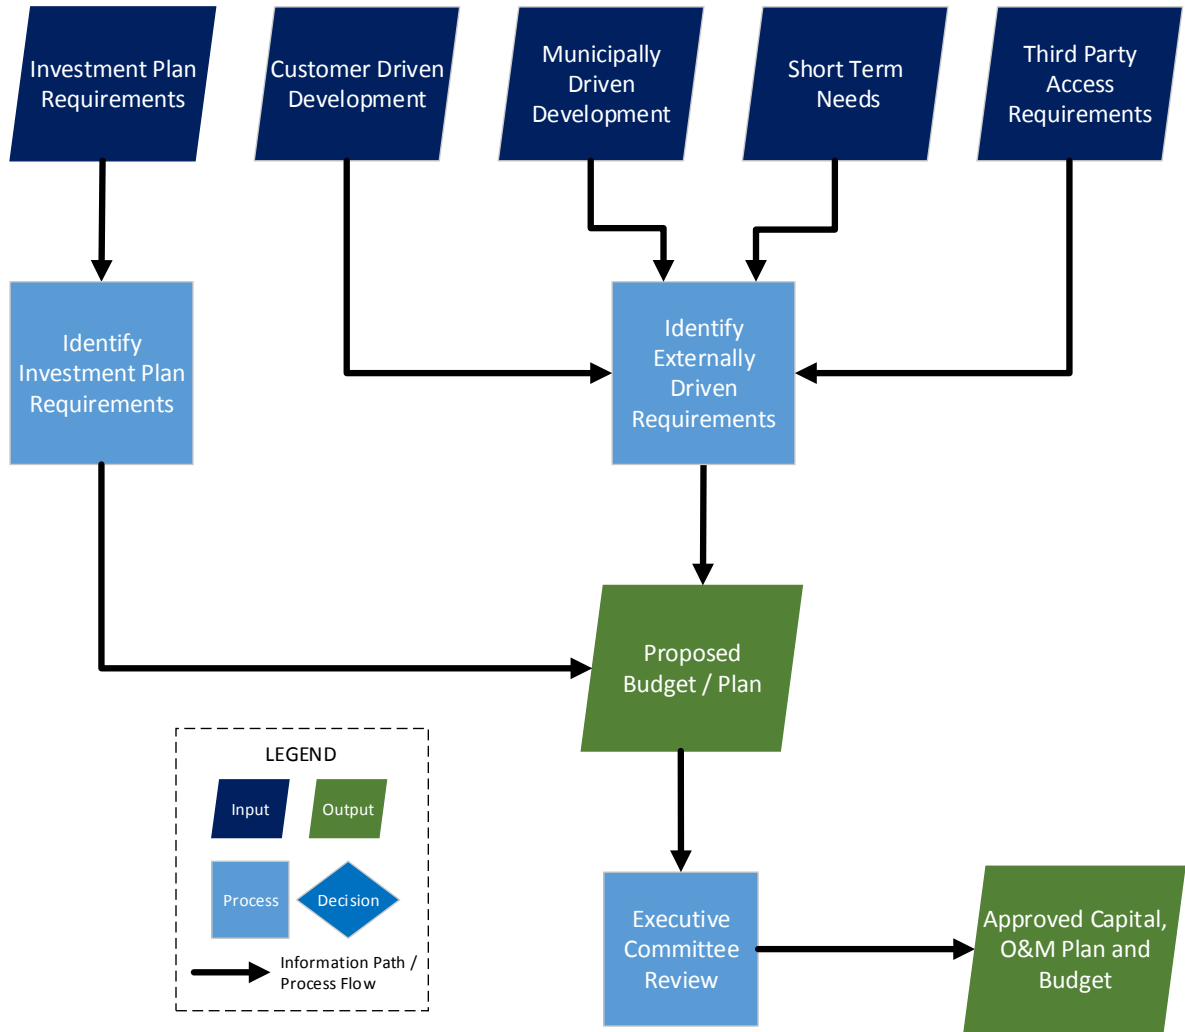 Investment Plan
Requirements
Customer Driven
Development
Municipally
Driven
Development
Short Term
Needs
Third Party
Access
Requirements
Identify
Investment Plan
Requirements
Identify
Externally
Driven
Requirements
Proposed
Budget / Plan
LEGEND
Input
Output
Process
Decision
Information Path /
Process Flow
Executive
Committee
Review
Approved Capital,
O&M Plan and
Budget